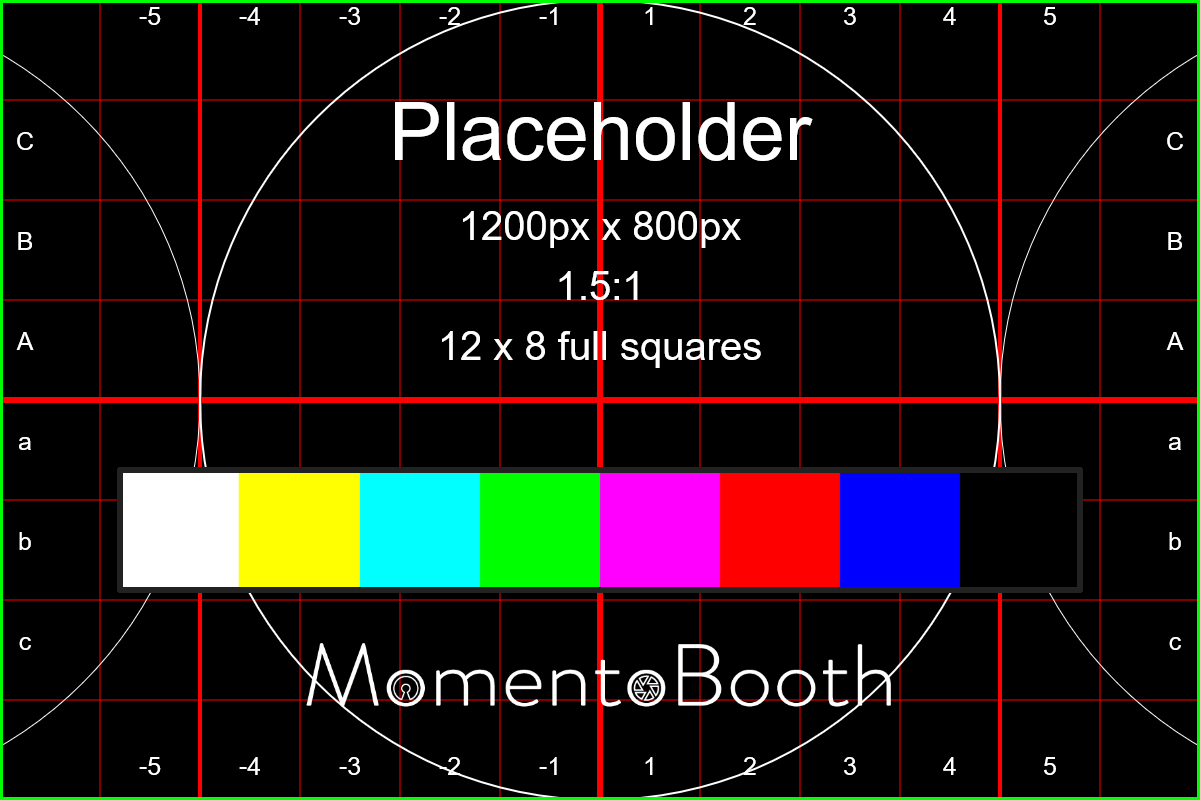 -5 -4 -3 -2 -1 1 2 3 4 5
Placeholder
C C
1200px x 800px
B B
1.5:1
12 x 8 full squares
A A
a a
b b
c c
MomentoBooth
-5 -4 -3 -2 -1 1 2 3 4 5